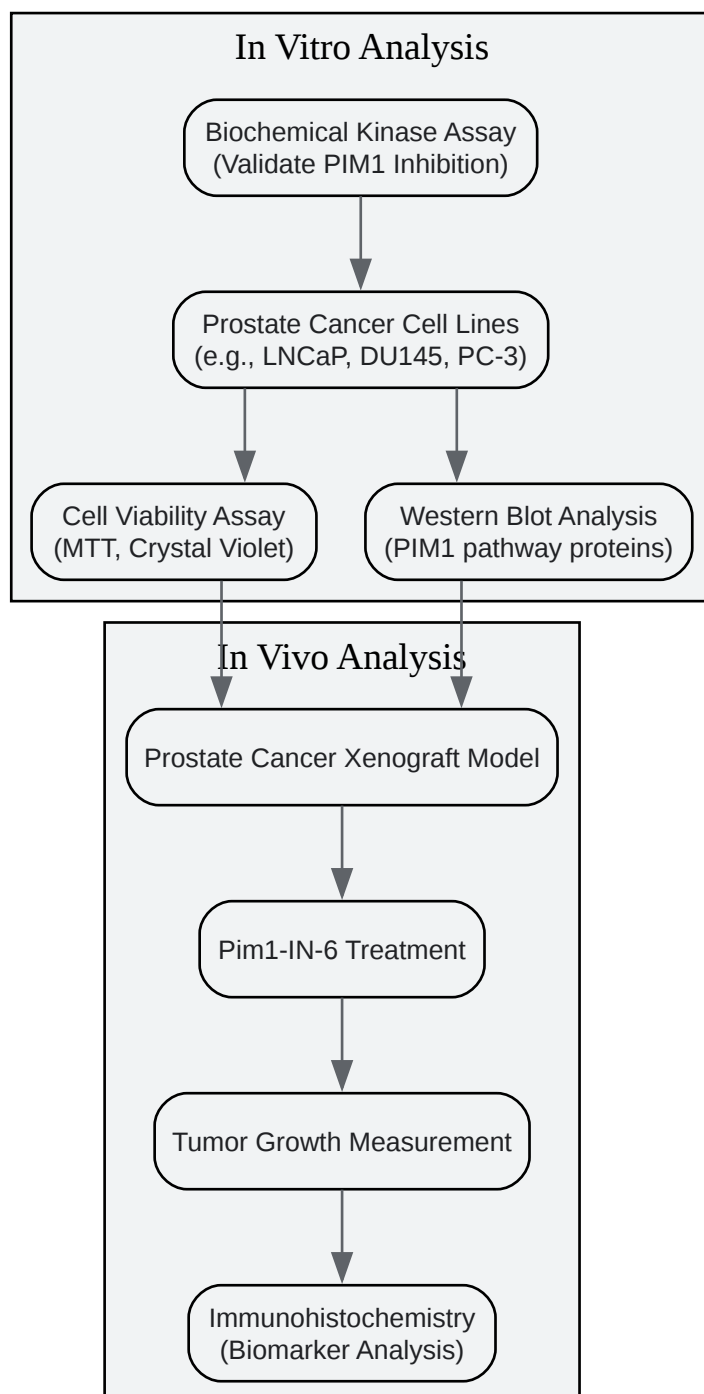 In Vitro Analysis
Biochemical Kinase Assay
(Validate PIM1 Inhibition)
Prostate Cancer Cell Lines
(e.g., LNCaP, DU145, PC-3)
Cell Viability Assay
(MTT, Crystal Violet)
Western Blot Analysis
(PIM1 pathway proteins)
In Vivo Analysis
Prostate Cancer Xenograft Model
Pim1-IN-6 Treatment
Tumor Growth Measurement
Immunohistochemistry
(Biomarker Analysis)